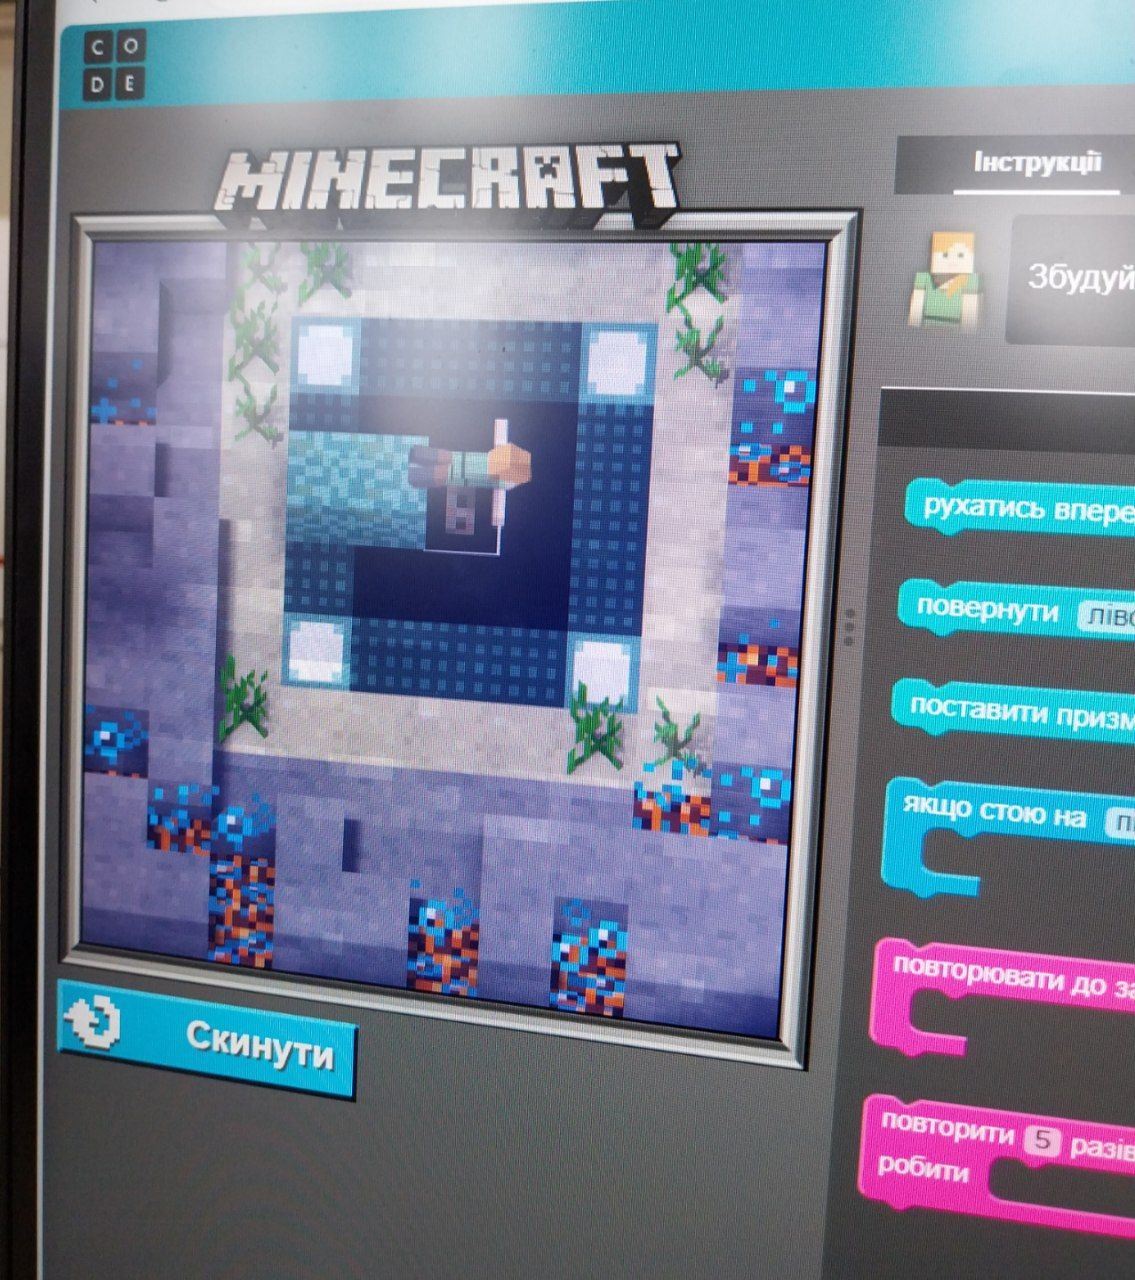 C O
D E
MINECRAFT
Інструкції
Збудуй
рухатись впере
повернути ліво
поставити призм
якщо стою на
повторювати до за
повторити 5 разів
робити
Скинути